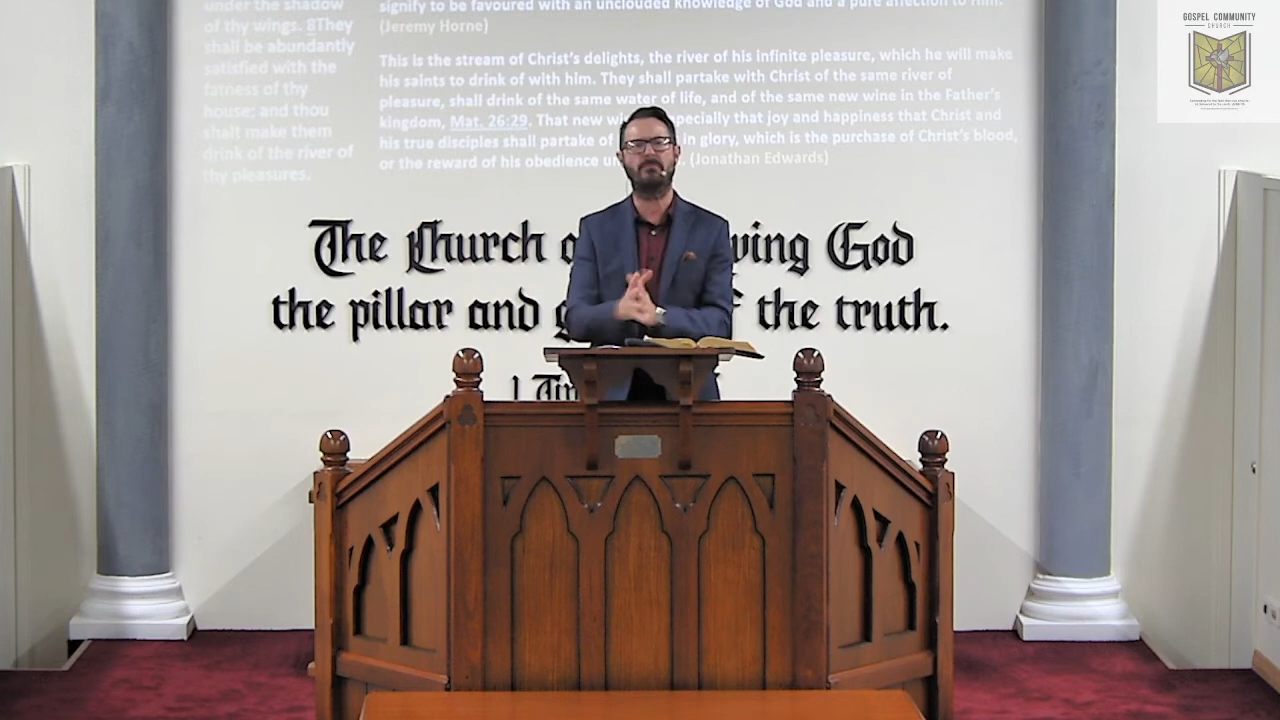 under the shadow
of thy wings. 8They
shall be abundantly
satisfied with the
fatness of thy
house; and thou
shalt make them
drink of the river of
thy pleasures.
signify to be favoured with an unclouded knowledge of God and a pure affection to Him.
(Jeremy Horne)
This is the stream of Christ's delights, the river of his infinite pleasure, which he will make
his saints to drink of with him. They shall partake with Christ of the same river of
pleasure, shall drink of the same water of life, and of the same new wine in the Father's
kingdom, Mat. 26:29. That new especially that joy and happiness that Christ and
his true disciples shall partake of in glory, which is the purchase of Christ's blood,
or the reward of his obedience (Jonathan Edwards)
GOSPEL COMMUNITY
CHURCH
The Church God
the pillar and the truth.
1